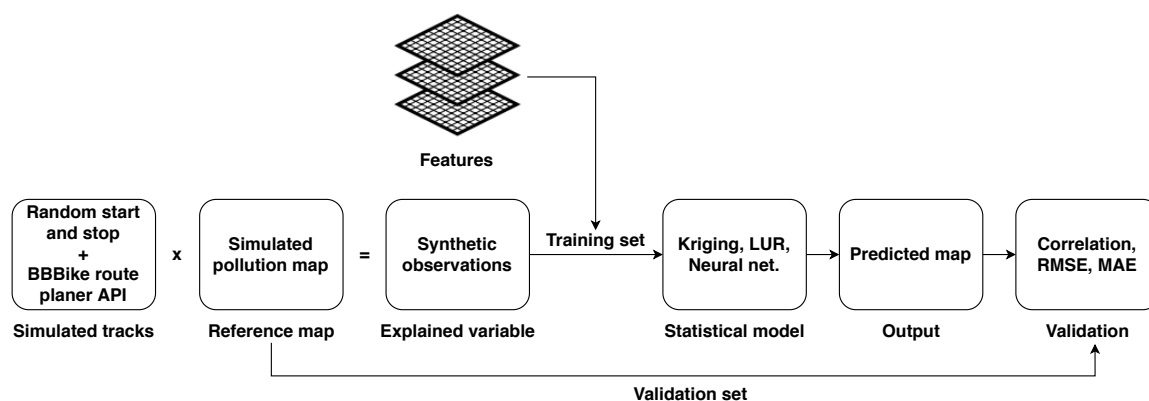 Features
Random start
and stop
+
BBBike route
planer API
Simulated tracks
x
Simulated
pollution map
Reference map
=
Synthetic
observations
Explained variable
Training set
Kriging, LUR,
Neural net.
Statistical model
Predicted map
Output
Correlation,
RMSE, MAE
Validation
Validation set